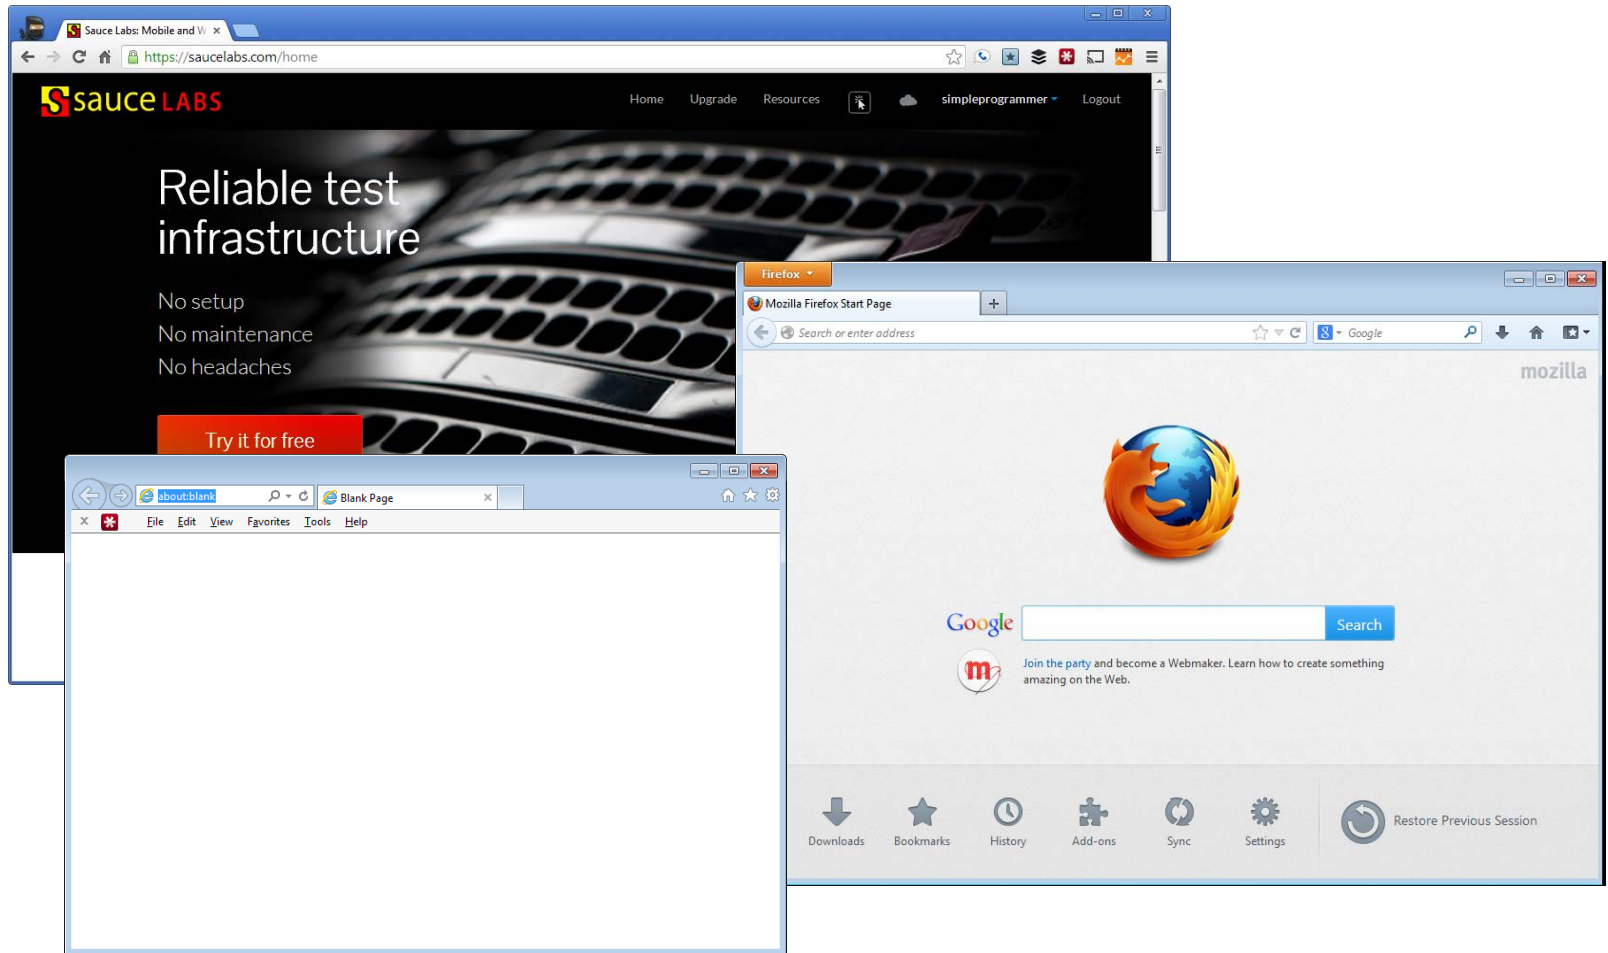 Sauce Labs: Mobile and W
https://saucelabs.com/home
sauce LABS
Home Upgrade Resources simpleprogrammer Logout
Reliable test
infrastructure
No setup
No maintenance
No headaches
Try it for free
Firefox
Mozilla Firefox Start Page
Search or enter address
Google
mozilla
Google
Search
Join the party and become a Webmaker. Learn how to create something
amazing on the Web.
Downloads Bookmarks History Add-ons Sync Settings Restore Previous Session
about:blank
Blank Page
File Edit View Favorites Tools Help